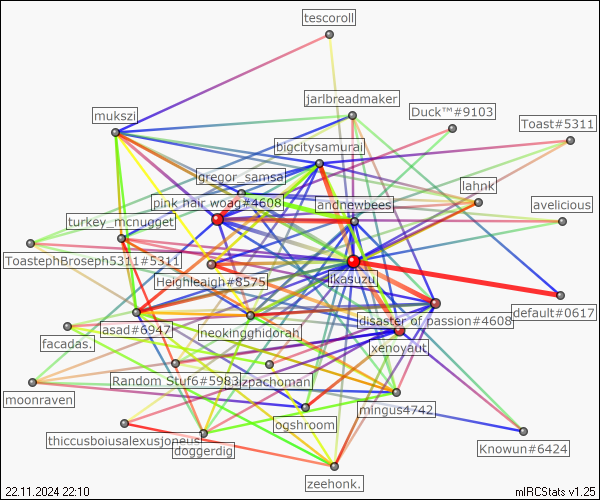 tescoroll
jarlbreadmaker
Duck™#9103
mukszi
Toast#5311
bigcitysamurai
gregor_samsa
lahnk
pink hair woag#4608
andnewbees
avelicious
turkey_mcnugget
ToastephBroseph5311#5311
Heighleaigh#8575
ikasuzu
default#0617
disaster of passion#4608
asad#6947
neokingghidorah
facadas.
xenoyaut
Random Stuf6#5983
zpachoman
moonraven
mingus4742
ogshroom
thiccusboiusalexusjoneus
doggerdig
Knowun#6424
zeehonk.
22.11.2024 22:10
mIRCStats v1.25